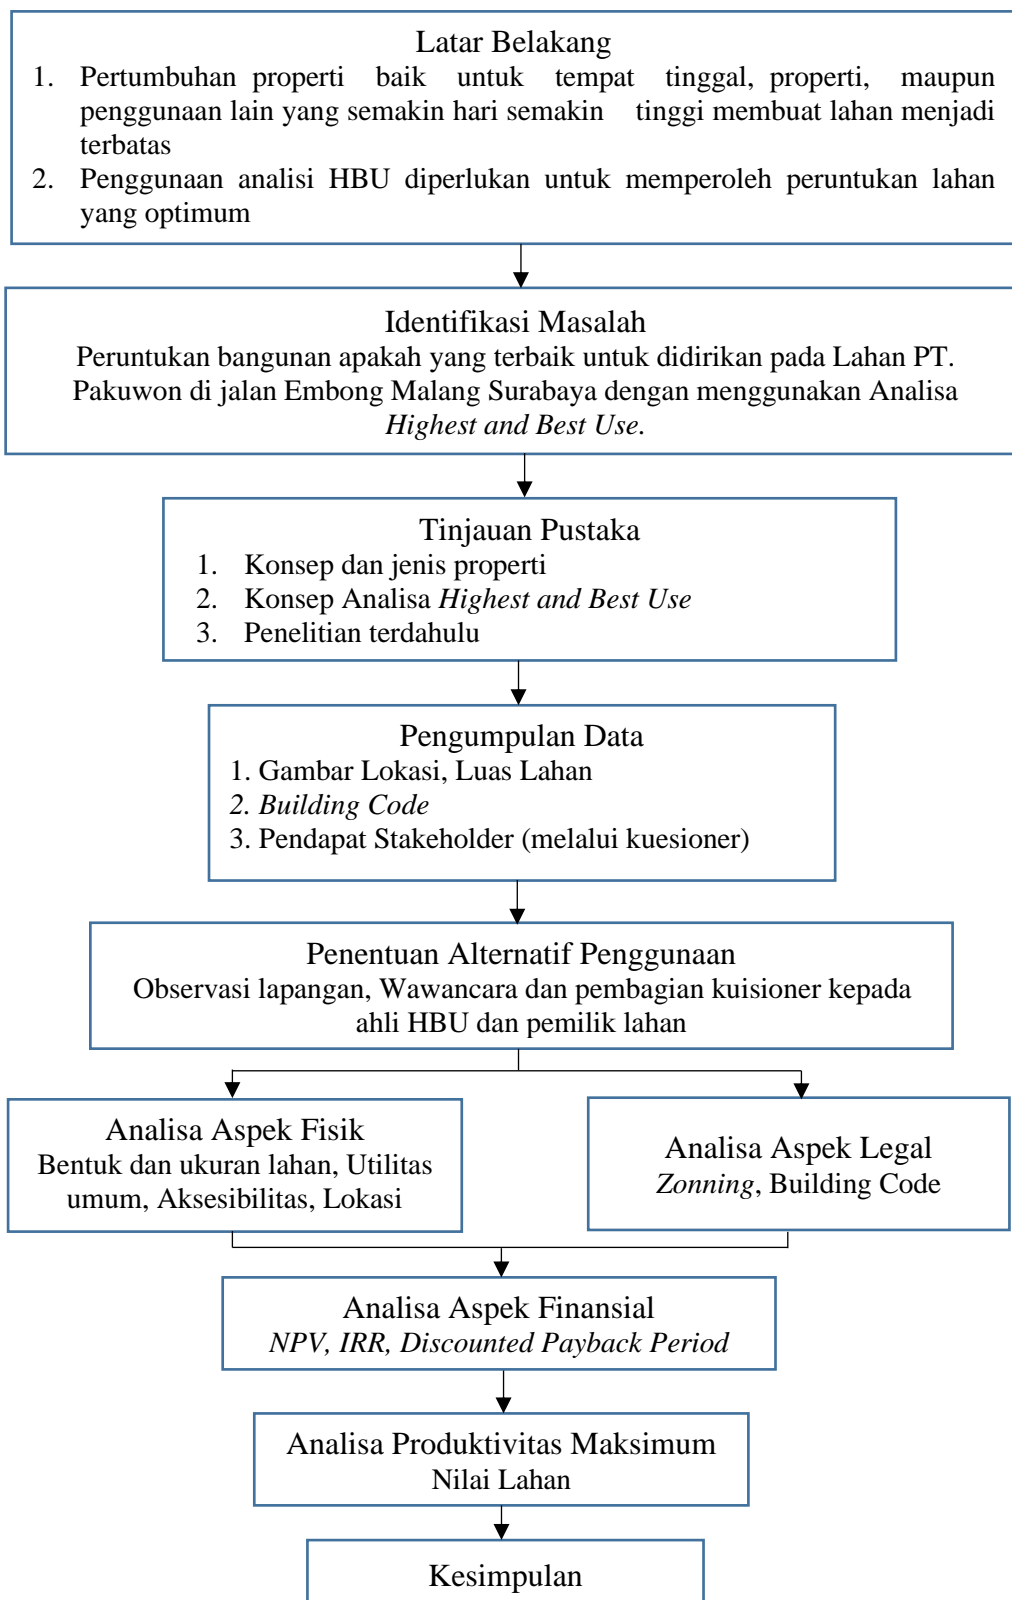 Latar Belakang
1. Pertumbuhan properti baik untuk tempat tinggal, properti, maupun
penggunaan lain yang semakin hari semakin tinggi membuat lahan menjadi
terbatas
2. Penggunaan analisi HBU diperlukan untuk memperoleh peruntukan lahan
yang optimum
Identifikasi Masalah
Peruntukan bangunan apakah yang terbaik untuk didirikan pada Lahan PT.
Pakuwon di jalan Embong Malang Surabaya dengan menggunakan Analisa
Highest and Best Use.
Tinjauan Pustaka
1. Konsep dan jenis properti
2. Konsep Analisa Highest and Best Use
3. Penelitian terdahulu
Pengumpulan Data
1. Gambar Lokasi, Luas Lahan
2. Building Code
3. Pendapat Stakeholder (melalui kuesioner)
Penentuan Alternatif Penggunaan
Observasi lapangan, Wawancara dan pembagian kuisioner kepada
ahli HBU dan pemilik lahan
Analisa Aspek Fisik
Bentuk dan ukuran lahan, Utilitas
umum, Aksesibilitas, Lokasi
Analisa Aspek Legal
Zonning, Building Code
Analisa Aspek Finansial
NPV, IRR, Discounted Payback Period
Analisa Produktivitas Maksimum
Nilai Lahan
Kesimpulan